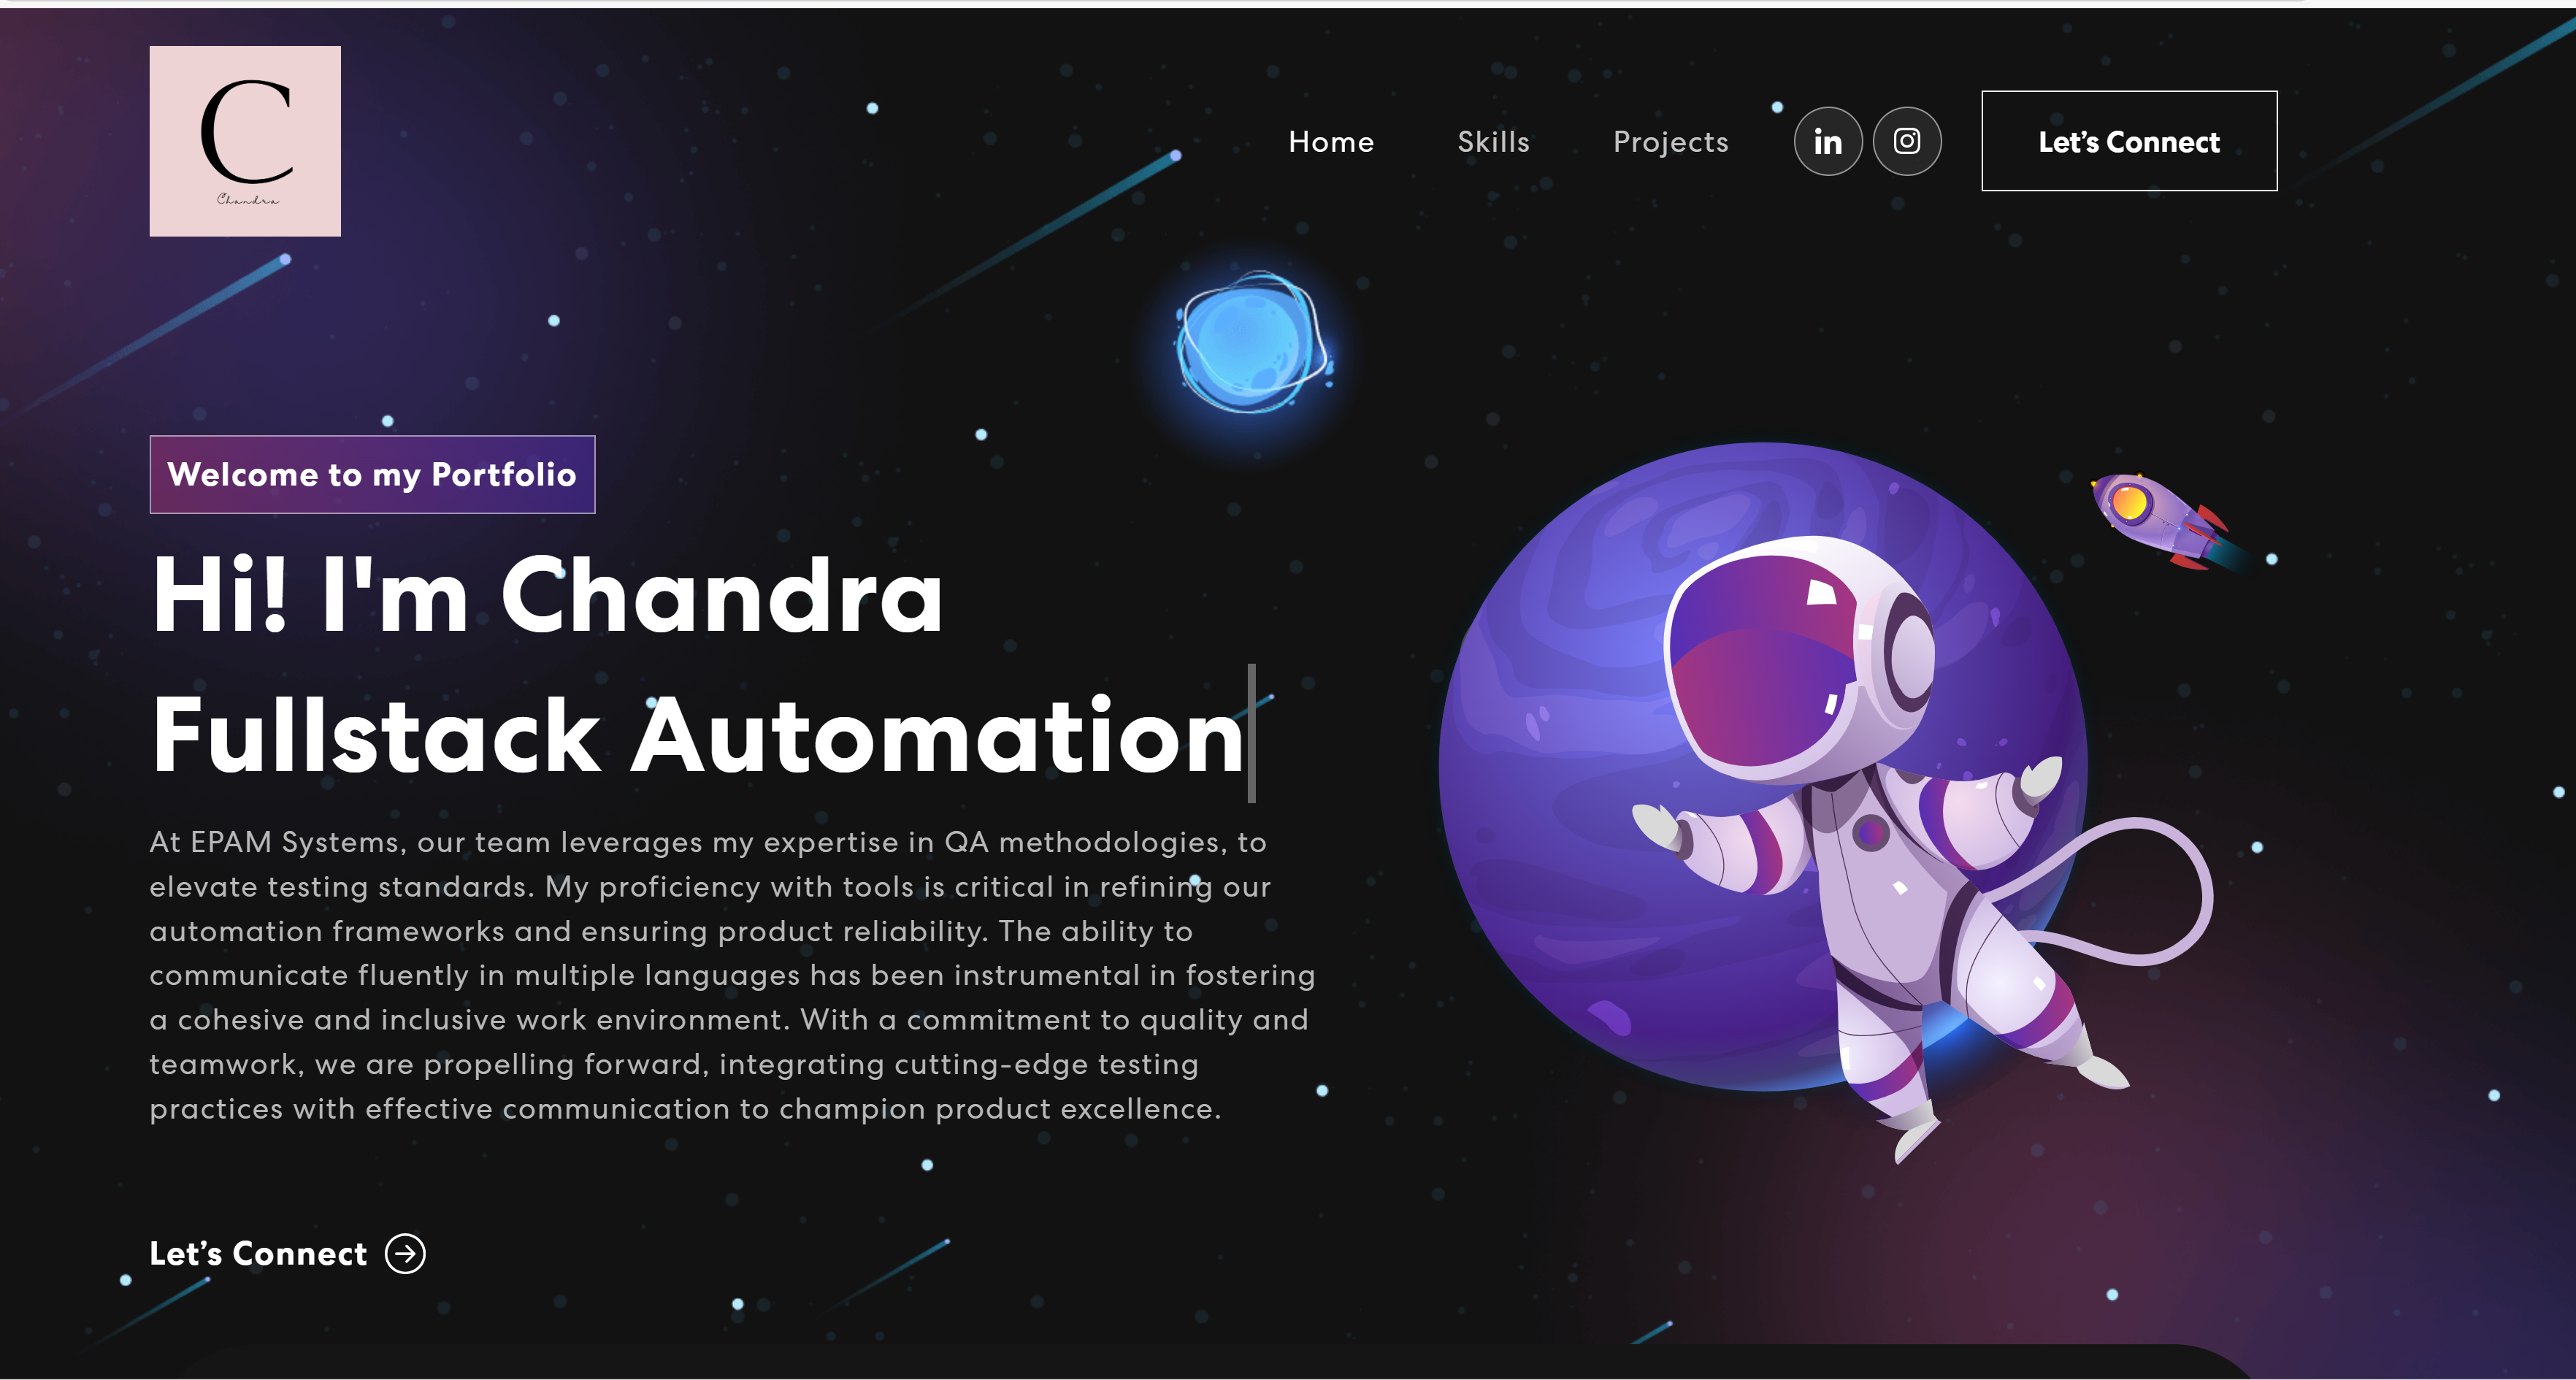 C
Chandra
Home
Skills
Projects
in
Let’s Connect
Welcome to my Portfolio
Hi! I'm Chandra
Fullstack Automation
At EPAM Systems, our team leverages my expertise in QA methodologies, to
elevate testing standards. My proficiency with tools is critical in refining our
automation frameworks and ensuring product reliability. The ability to
communicate fluently in multiple languages has been instrumental in fostering
a cohesive and inclusive work environment. With a commitment to quality and
teamwork, we are propelling forward, integrating cutting-edge testing
practices with effective communication to champion product excellence.
Let’s Connect